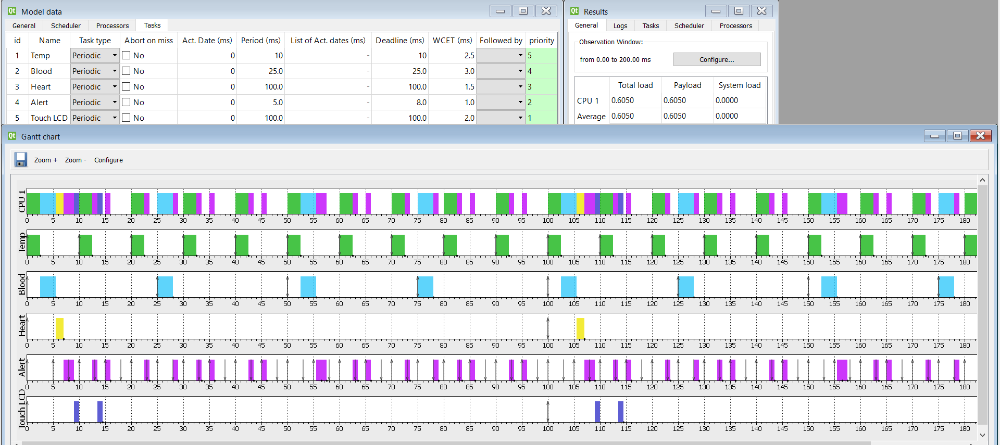 Qt Model data
General Scheduler Processors Tasks
id Name Task type Abort on miss Act. Date (ms) Period (ms) List of Act. dates (ms) Deadline (ms) WCET (ms) Followed by priority
1 Temp Periodic No 0 10 - 10 2.5 5
2 Blood Periodic No 0 25.0 - 25.0 3.0 4
3 Heart Periodic No 0 100.0 - 100.0 1.5 3
4 Alert Periodic No 0 5.0 - 8.0 1.0 2
5 Touch LCD Periodic No 0 100.0 - 100.0 2.0 1
Qt Results
General Logs Tasks Scheduler Processors
Observation Window:
from 0.00 to 200.00 ms Configure...
Total load Payload System load
CPU 1 0.6050 0.6050 0.0000
Average 0.6050 0.6050 0.0000
Qt Gantt chart
Zoom + Zoom - Configure
CPU 1
0 5 10 15 20 25 30 35 40 45 50 55 60 65 70 75 80 85 90 95 100 105 110 115 120 125 130 135 140 145 150 155 160 165 170 175 180
Temp
0 5 10 15 20 25 30 35 40 45 50 55 60 65 70 75 80 85 90 95 100 105 110 115 120 125 130 135 140 145 150 155 160 165 170 175 180
Blood
0 5 10 15 20 25 30 35 40 45 50 55 60 65 70 75 80 85 90 95 100 105 110 115 120 125 130 135 140 145 150 155 160 165 170 175 180
Heart
0 5 10 15 20 25 30 35 40 45 50 55 60 65 70 75 80 85 90 95 100 105 110 115 120 125 130 135 140 145 150 155 160 165 170 175 180
Alert
0 5 10 15 20 25 30 35 40 45 50 55 60 65 70 75 80 85 90 95 100 105 110 115 120 125 130 135 140 145 150 155 160 165 170 175 180
Touch LCD
0 5 10 15 20 25 30 35 40 45 50 55 60 65 70 75 80 85 90 95 100 105 110 115 120 125 130 135 140 145 150 155 160 165 170 175 180